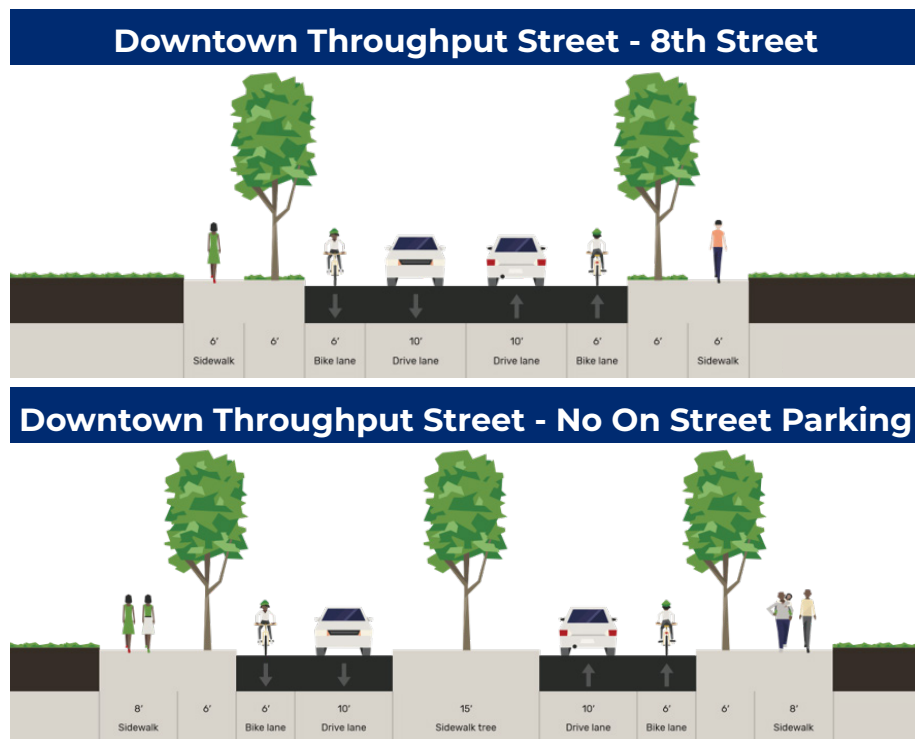 Downtown Throughput Street - 8th Street
6' 6' 6' 10' 10' 6' 6' 6'
Sidewalk Bike lane Drive lane Drive lane Bike lane Sidewalk
Downtown Throughput Street - No On Street Parking
8' 6' 6' 10' 15' 10' 6' 6' 8'
Sidewalk Bike lane Drive lane Sidewalk tree Drive lane Bike lane Sidewalk